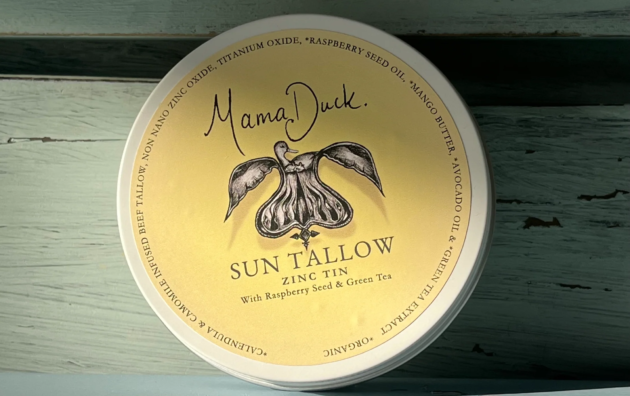 Mama Duck.
SUN TALLOW
ZINC TIN
With Raspberry Seed & Green Tea
*CALENDULA & CAMOMILE INFUSED BEEF TALLOW, NON NANO ZINC OXIDE, TITANIUM OXIDE, *RASPBERRY SEED OIL, *MANGO BUTTER, *AVOCADO OIL & *GREEN TEA EXTRACT *ORGANIC